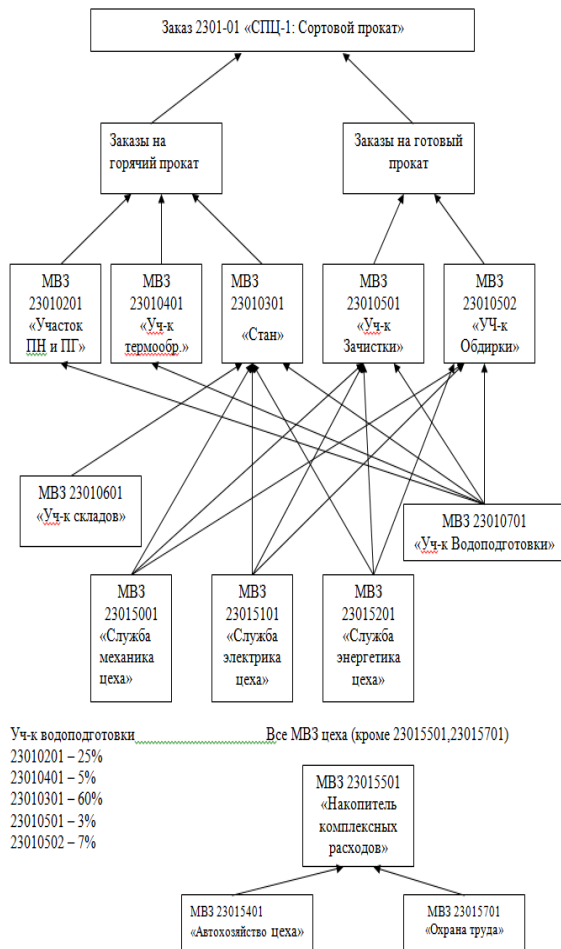 Заказ 2301-01 «СПЦ-1: Сортовой прокат»
Заказы на
горячий прокат
Заказы на готовый
прокат
МВЗ
23010201
«Участок
ПН и ПГ»
МВЗ
23010401
«Уч-к
термообр.»
МВЗ
23010301
«Стан»
МВЗ
23010501
«Уч-к
Зачистки»
МВЗ
23010502
«УЧ-к
Обдирки»
МВЗ 23010601
«Уч-к складов»
МВЗ 23010701
«Уч-к Водоподготовки»
МВЗ
23015001
«Служба
механика
цеха»
МВЗ
23015101
«Служба
электрика
цеха»
МВЗ
23015201
«Служба
энергетика
цеха»
Уч-к водоподготовки Все МВЗ цеха (кроме 23015501,23015701)
23010201 – 25%
23010401 – 5%
23010301 – 60%
23010501 – 3%
23010502 – 7%
МВЗ 23015501
«Накопитель
комплексных
расходов»
МВЗ 23015401
«Автохозяйство цеха»
МВЗ 23015701
«Охрана труда»